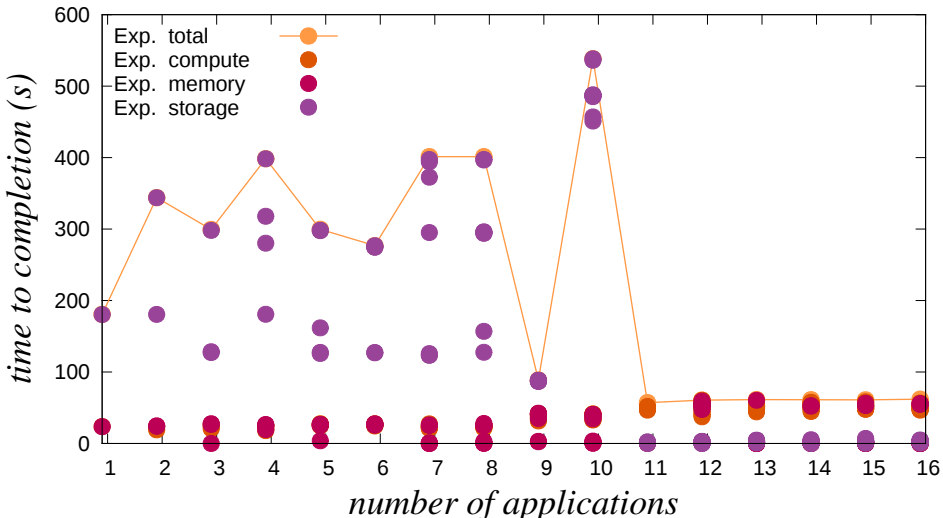 600
500
400
300
200
100
0
time to completion (s)
Exp. total
Exp. compute
Exp. memory
Exp. storage
1 2 3 4 5 6 7 8 9 10 11 12 13 14 15 16
number of applications